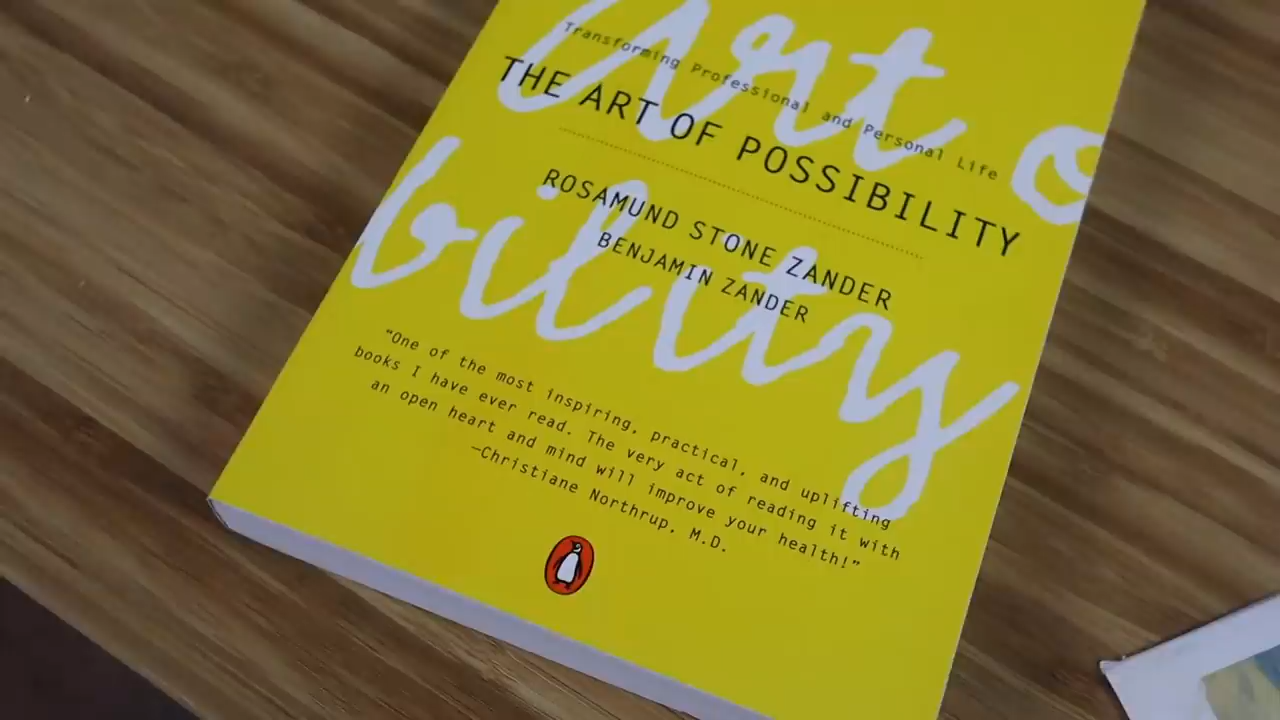 Art o
Transforming Professional and Personal Life
THE ART OF POSSIBILITY
bility
ROSAMUND STONE ZANDER
BENJAMIN ZANDER
“One of the most inspiring, practical, and uplifting
books I have ever read. The very act of reading it with
an open heart and mind will improve your health!”
—Christiane Northrup, M.D.